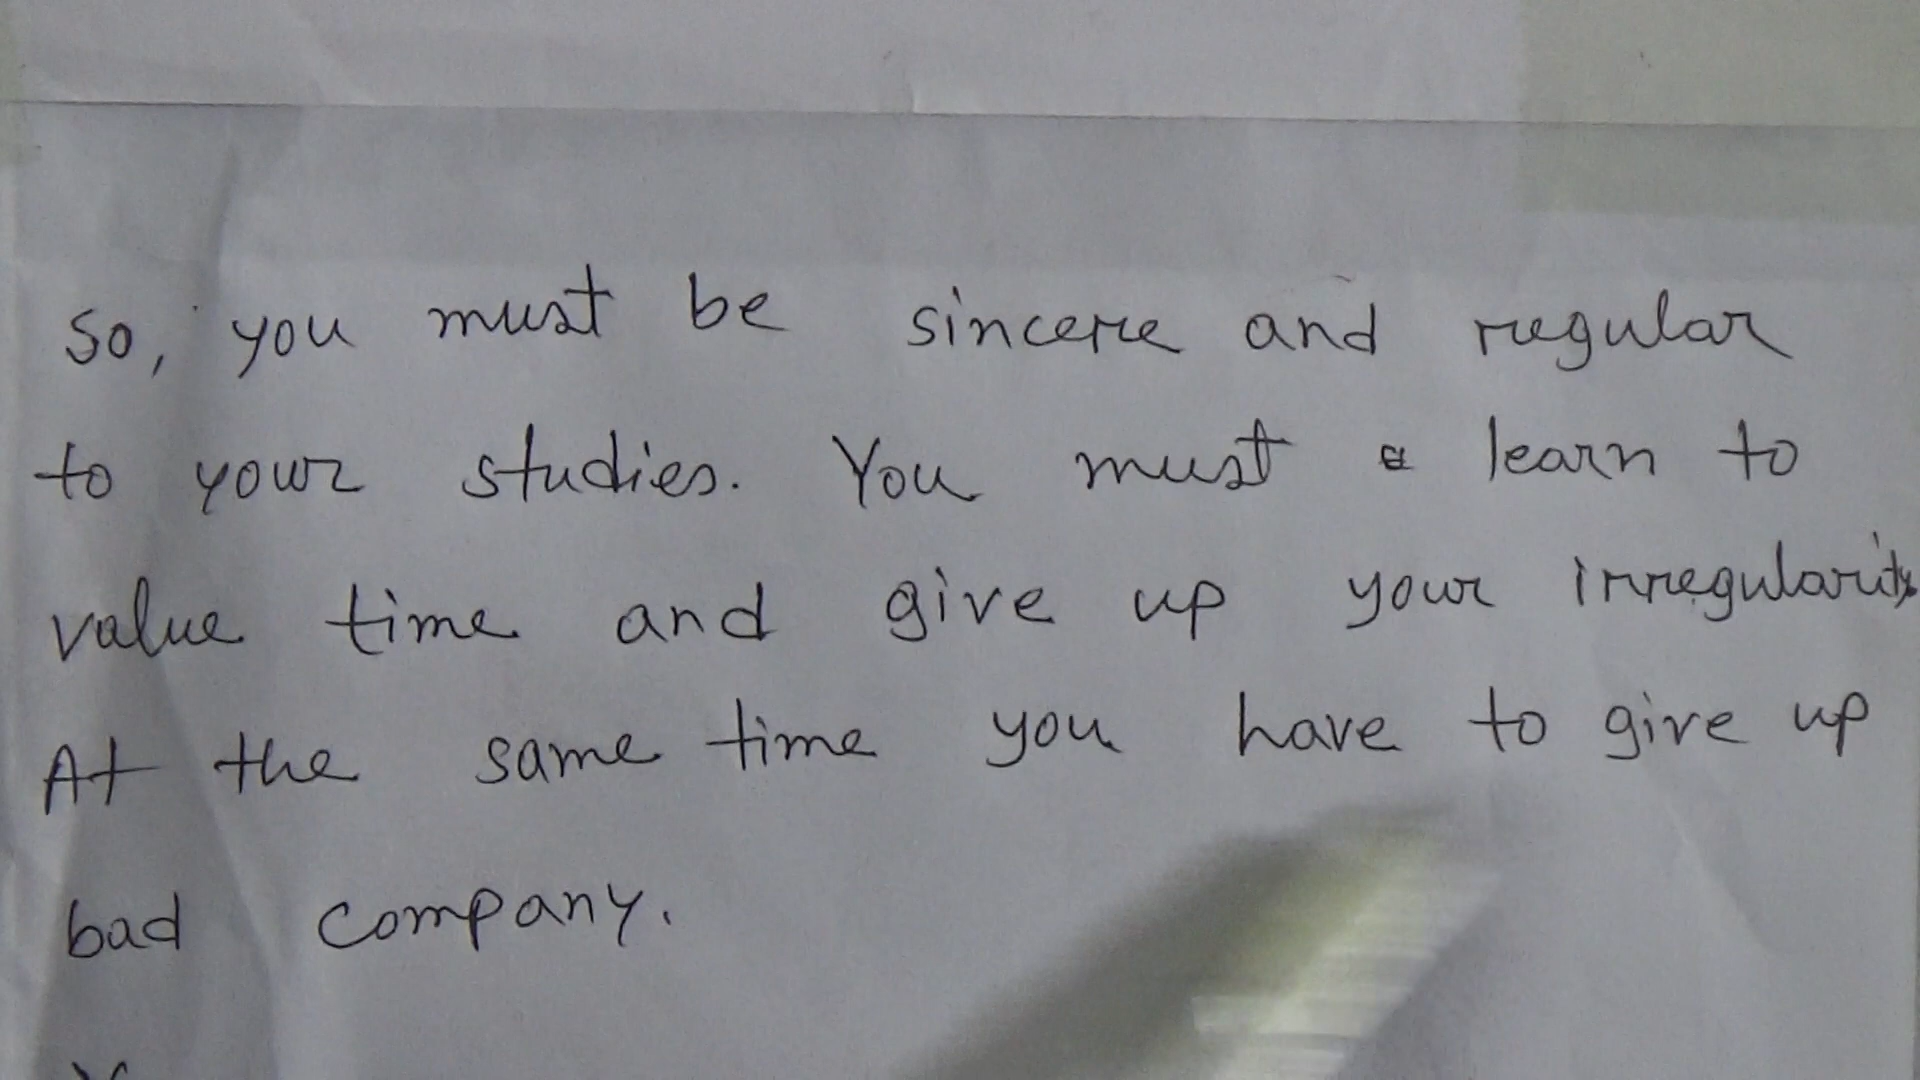 So, you must be sincere and regular
to your studies. You must learn to
value time and give up your irregularity
At the same time you have to give up
bad company.